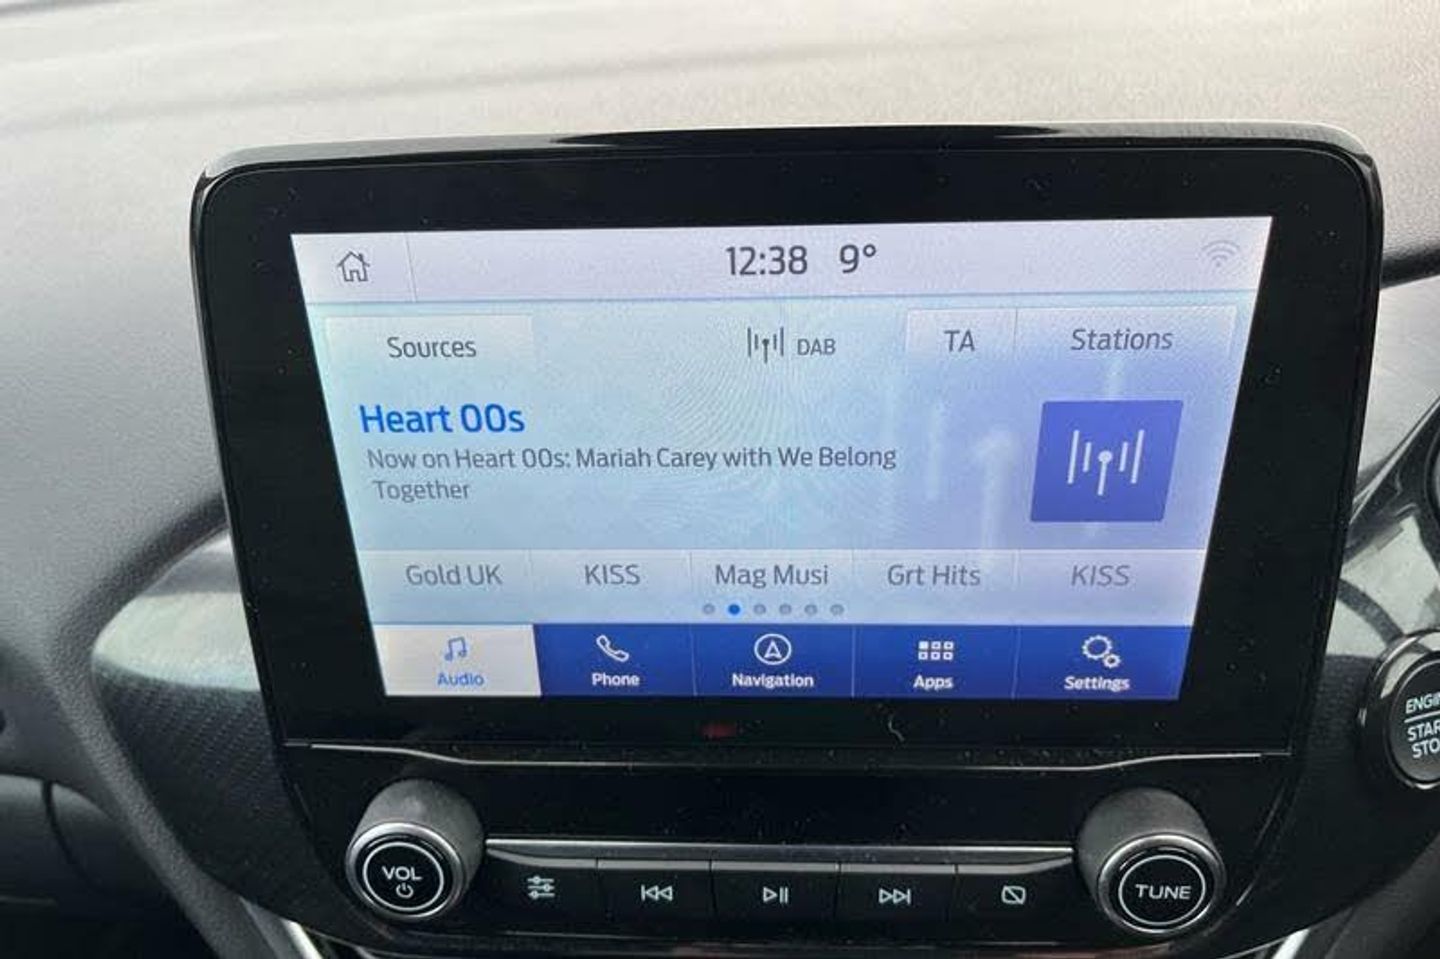 12:38 9°
Sources DAB TA Stations
Heart 00s
Now on Heart 00s: Mariah Carey with We Belong
Together
Gold UK KISS Mag Musi Grt Hits KISS
Audio Phone Navigation Apps Settings
VOL
TUNE